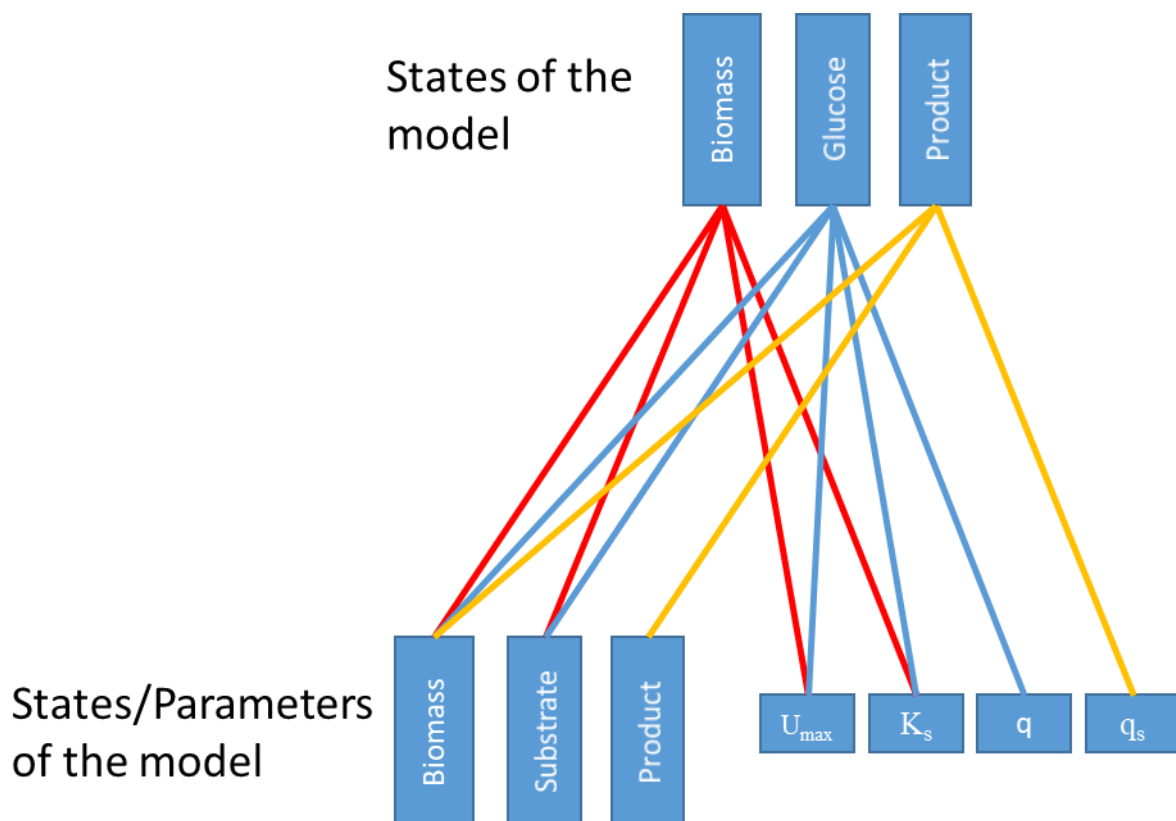 States of the
model
Biomass
Glucose
Product
States/Parameters
of the model
Biomass
Substrate
Product
Umax
Ks
q
qs